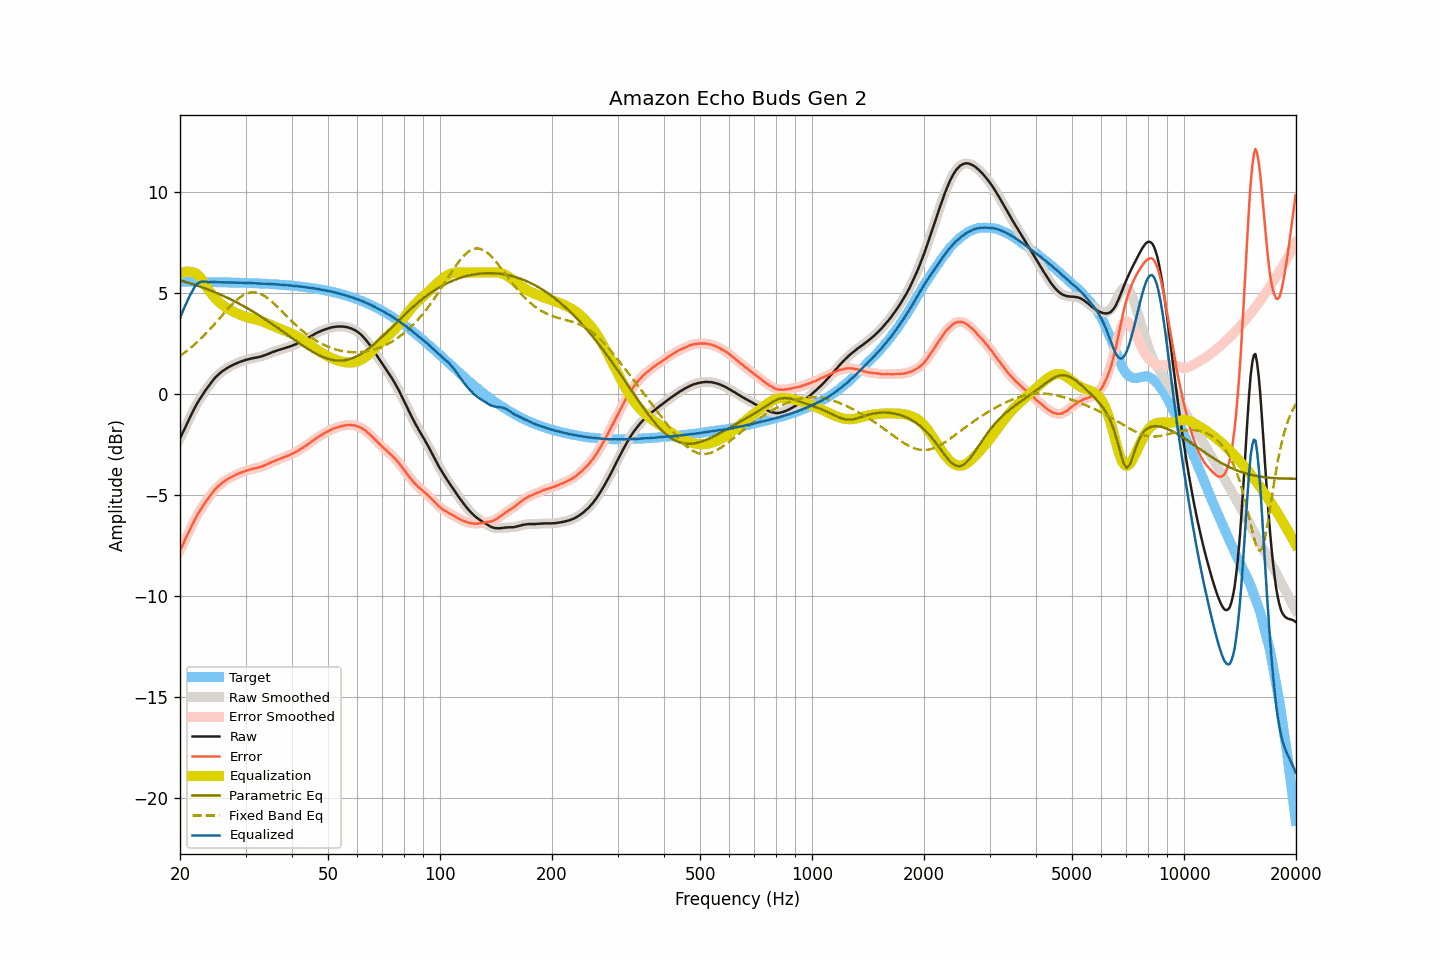 Amazon Echo Buds Gen 2
Amplitude (dBr)
10
5
0
−5
−10
−15
−20
Target
Raw Smoothed
Error Smoothed
Raw
Error
Equalization
Parametric Eq
Fixed Band Eq
Equalized
20 50 100 200 500 1000 2000 5000 10000 20000
Frequency (Hz)